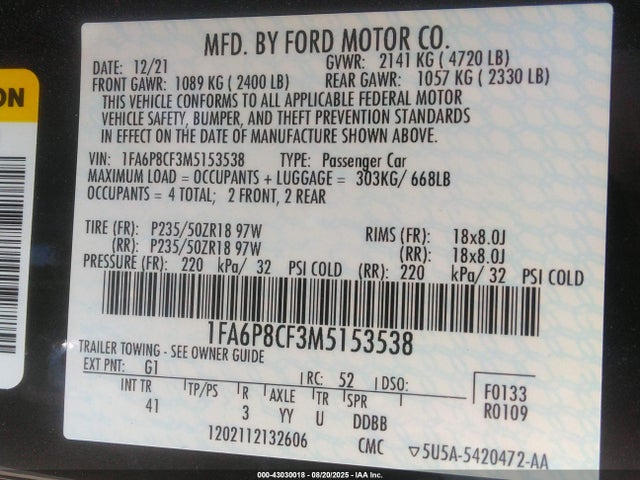 MFD. BY FORD MOTOR CO.
DATE: 12/21 GVWR: 2141 KG ( 4720 LB)
FRONT GAWR: 1089 KG ( 2400 LB) REAR GAWR: 1057 KG ( 2330 LB)
THIS VEHICLE CONFORMS TO ALL APPLICABLE FEDERAL MOTOR
VEHICLE SAFETY, BUMPER, AND THEFT PREVENTION STANDARDS
IN EFFECT ON THE DATE OF MANUFACTURE SHOWN ABOVE.
VIN: 1FA6P8CF3M5153538 TYPE: Passenger Car
MAXIMUM LOAD = OCCUPANTS + LUGGAGE = 303KG/ 668LB
OCCUPANTS = 4 TOTAL; 2 FRONT, 2 REAR
TIRE (FR): P235/50ZR18 97W RIMS (FR): 18x8.0J
(RR): P235/50ZR18 97W (RR): 18x8.0J
PRESSURE (FR): 220 kPa/ 32 PSI COLD (RR): 220 kPa/ 32 PSI COLD
1FA6P8CF3M5153538
TRAILER TOWING - SEE OWNER GUIDE
EXT PNT: G1 RC: 52 DSO: F0133
INT TR TP/PS R AXLE TR SPR R0109
41 3 YY U DDBB
1202112132606 CMC 5U5A-5420472-AA
ON
000-43030018 | 08/20/2025 - IAA Inc.